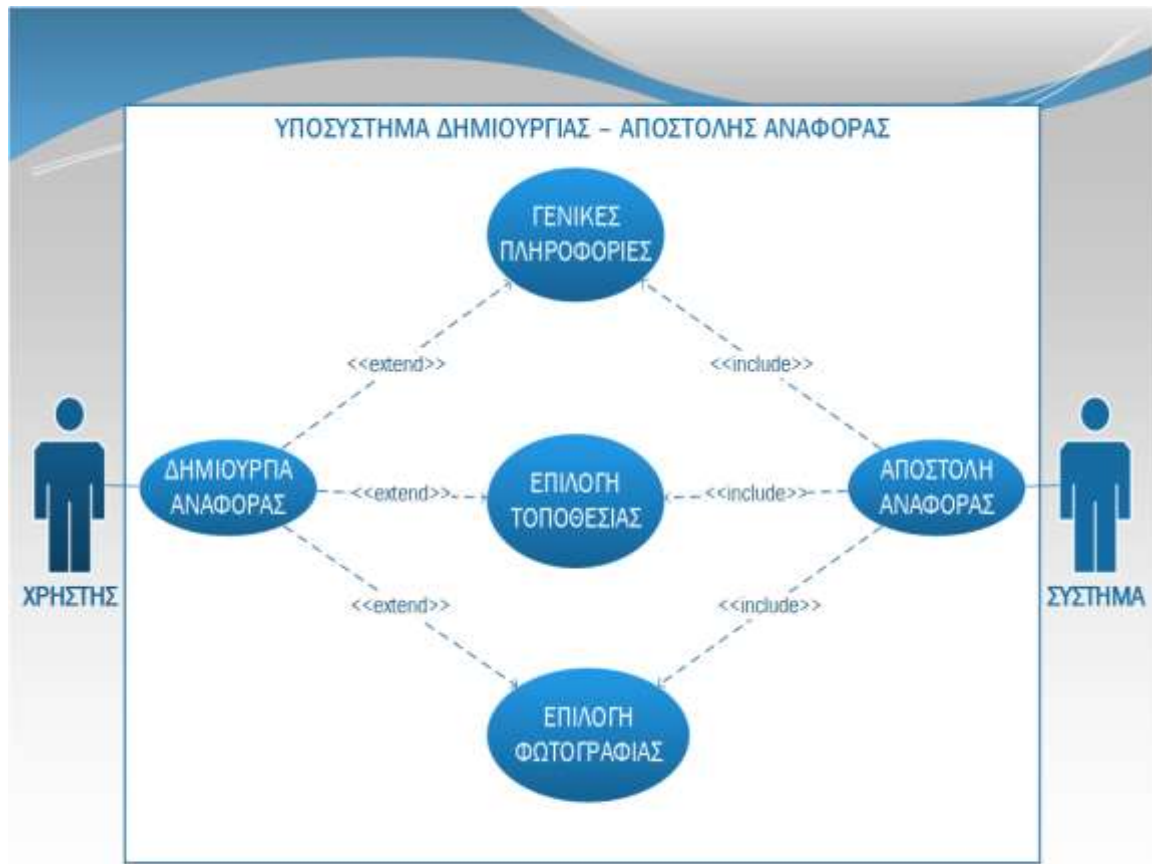 ΥΠΟΣΥΣΤΗΜΑ ΔΗΜΙΟΥΡΓΙΑΣ – ΑΠΟΣΤΟΛΗΣ ΑΝΑΦΟΡΑΣ
ΓΕΝΙΚΕΣ
ΠΛΗΡΟΦΟΡΙΕΣ
<<extend>>
<<include>>
ΔΗΜΙΟΥΡΓΙΑ
ΑΝΑΦΟΡΑΣ
<<extend>>
ΕΠΙΛΟΓΗ
ΤΟΠΟΘΕΣΙΑΣ
<<include>>
ΑΠΟΣΤΟΛΗ
ΑΝΑΦΟΡΑΣ
ΧΡΗΣΤΗΣ
ΣΥΣΤΗΜΑ
<<extend>>
<<include>>
ΕΠΙΛΟΓΗ
ΦΩΤΟΓΡΑΦΙΑΣ